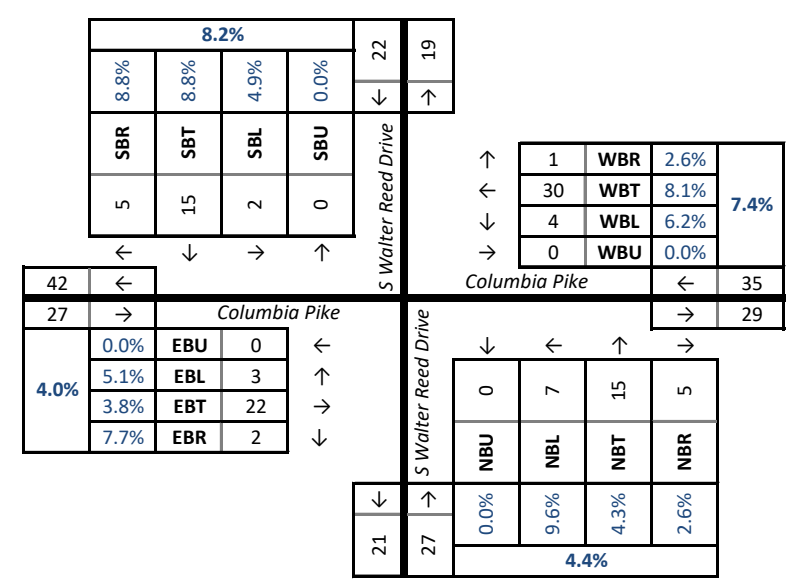 8.2%
8.8% 8.8% 4.9% 0.0%
SBR SBT SBL SBU
5 15 2 0
← ↓ → ↑
22 19
↓ ↑
S Walter Reed Drive
↑ 1 WBR 2.6%
← 30 WBT 8.1%
↓ 4 WBL 6.2%
→ 0 WBU 0.0%
7.4%
42 ←
Columbia Pike ← 35
27 → Columbia Pike
→ 29
0.0% EBU 0 ←
5.1% EBL 3 ↑
3.8% EBT 22 →
7.7% EBR 2 ↓
4.0%
S Walter Reed Drive
↓ ← ↑ →
0 7 15 5
NBU NBL NBT NBR
0.0% 9.6% 4.3% 2.6%
4.4%
↓ ↑
21 27